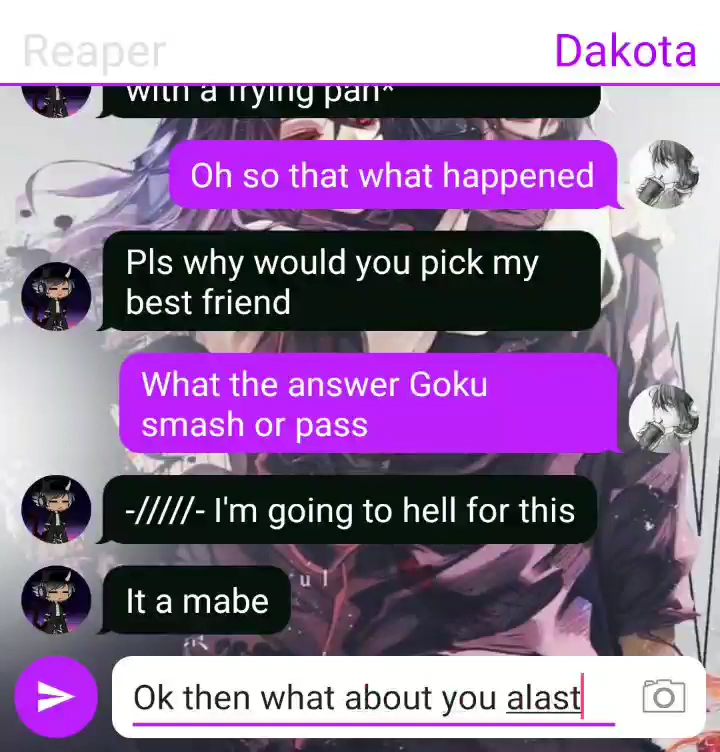 Reaper
Dakota
with a frying pan*
Oh so that what happened
Pls why would you pick my
best friend
What the answer Goku
smash or pass
-/////- I'm going to hell for this
It a mabe
Ok then what about you alast